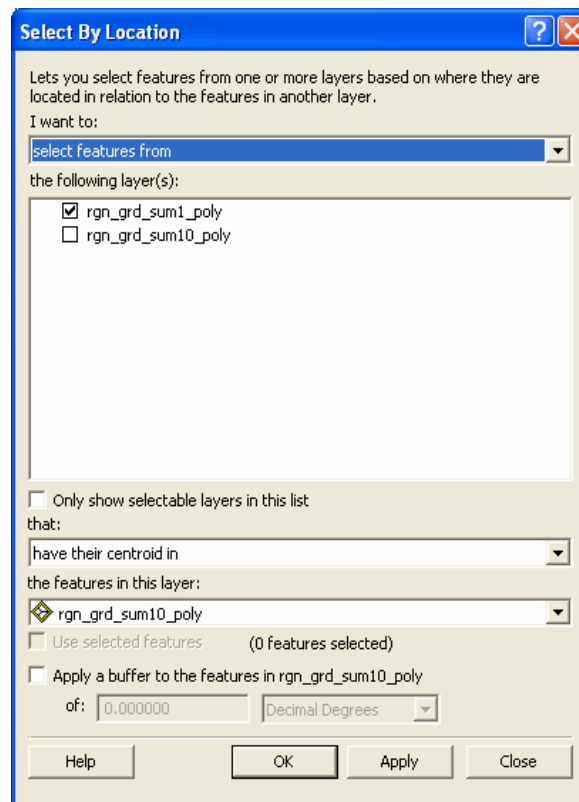 Select By Location
Lets you select features from one or more layers based on where they are
located in relation to the features in another layer.
I want to:
select features from
the following layer(s):
rgn_grd_sum1_poly
rgn_grd_sum10_poly
Only show selectable layers in this list
that:
have their centroid in
the features in this layer:
rgn_grd_sum10_poly
Use selected features (0 features selected)
Apply a buffer to the features in rgn_grd_sum10_poly
of: 0.000000 Decimal Degrees
Help OK Apply Close